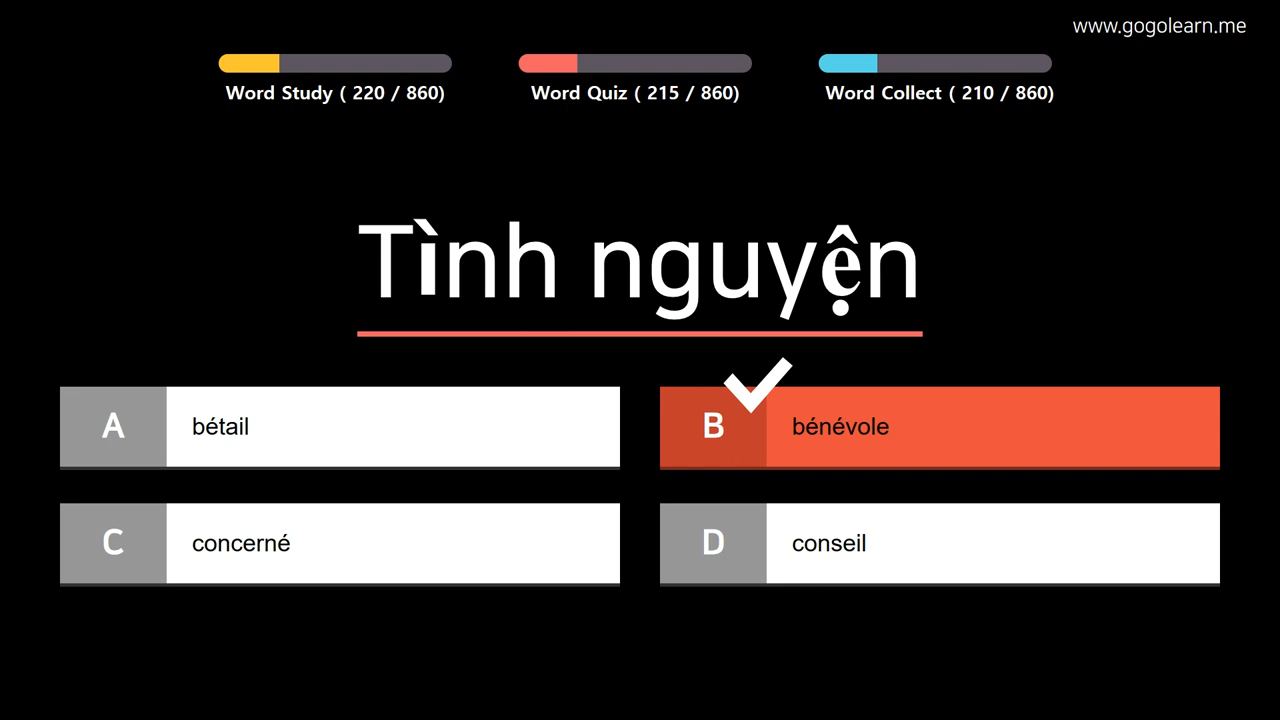 www.gogolearn.me
Word Study ( 220 / 860)
Word Quiz ( 215 / 860)
Word Collect ( 210 / 860)
Tình nguyện
A bétail
B bénévole
C concerné
D conseil